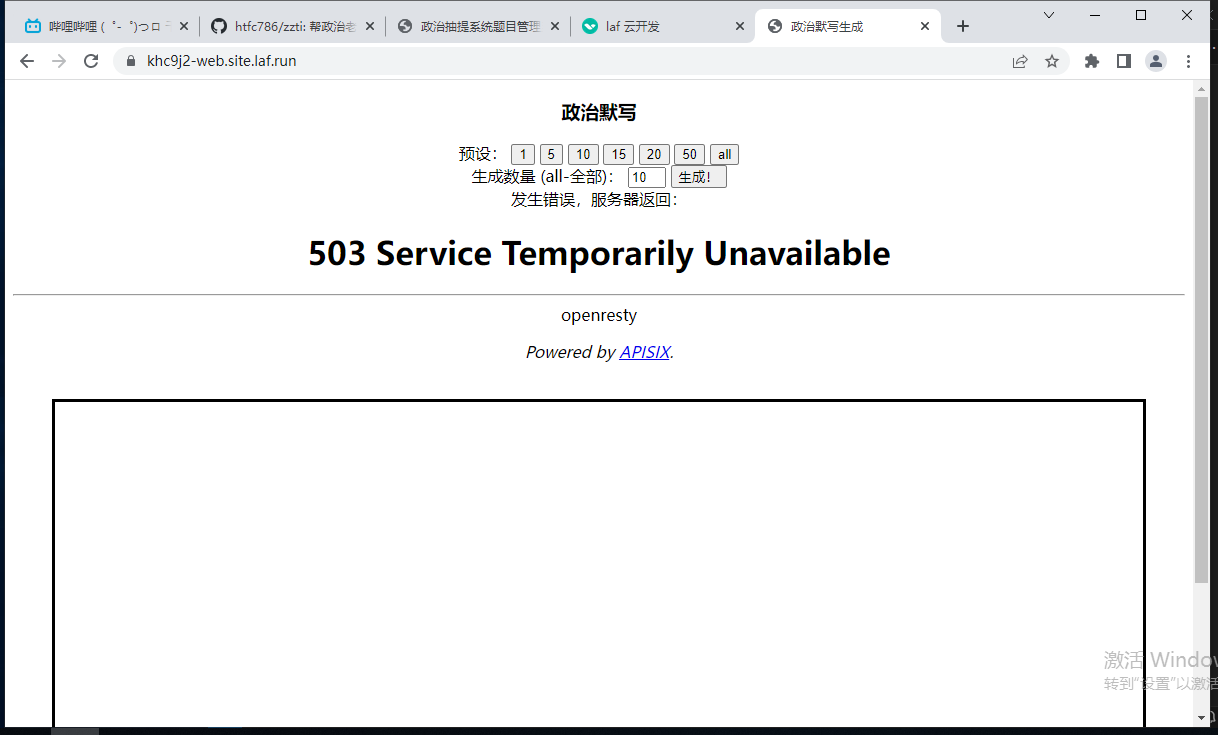 哔哩哔哩 ( ゜- ゜)つロ
htfc786/zzti: 帮政治老
政治抽提系统题目管理
laf 云开发
政治默写生成
khc9j2-web.site.laf.run
政治默写
预设： 1 5 10 15 20 50 all
生成数量 (all-全部)： 10 生成！
发生错误，服务器返回：
503 Service Temporarily Unavailable
openresty
Powered by APISIX.
激活 Windo
转到"设置"以激活